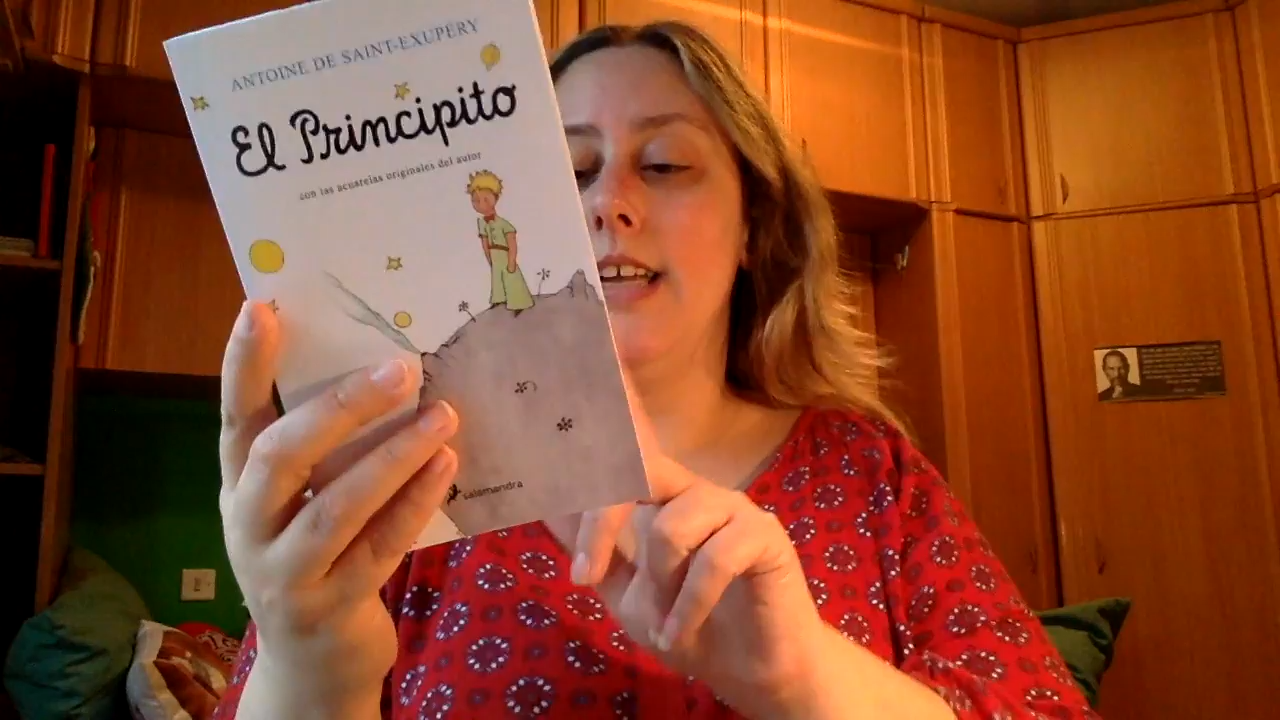 ANTOINE DE SAINT-EXUPÉRY
El Principito
con las acuarelas originales del autor
salamandra